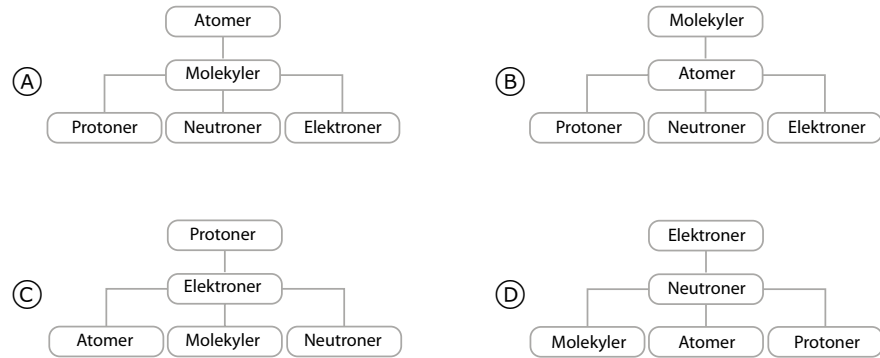 Atomer
Molekyler
A
Protoner Neutroner Elektroner
Molekyler
Atomer
B
Protoner Neutroner Elektroner
Protoner
Elektroner
C
Atomer Molekyler Neutroner
Elektroner
Neutroner
D
Molekyler Atomer Protoner